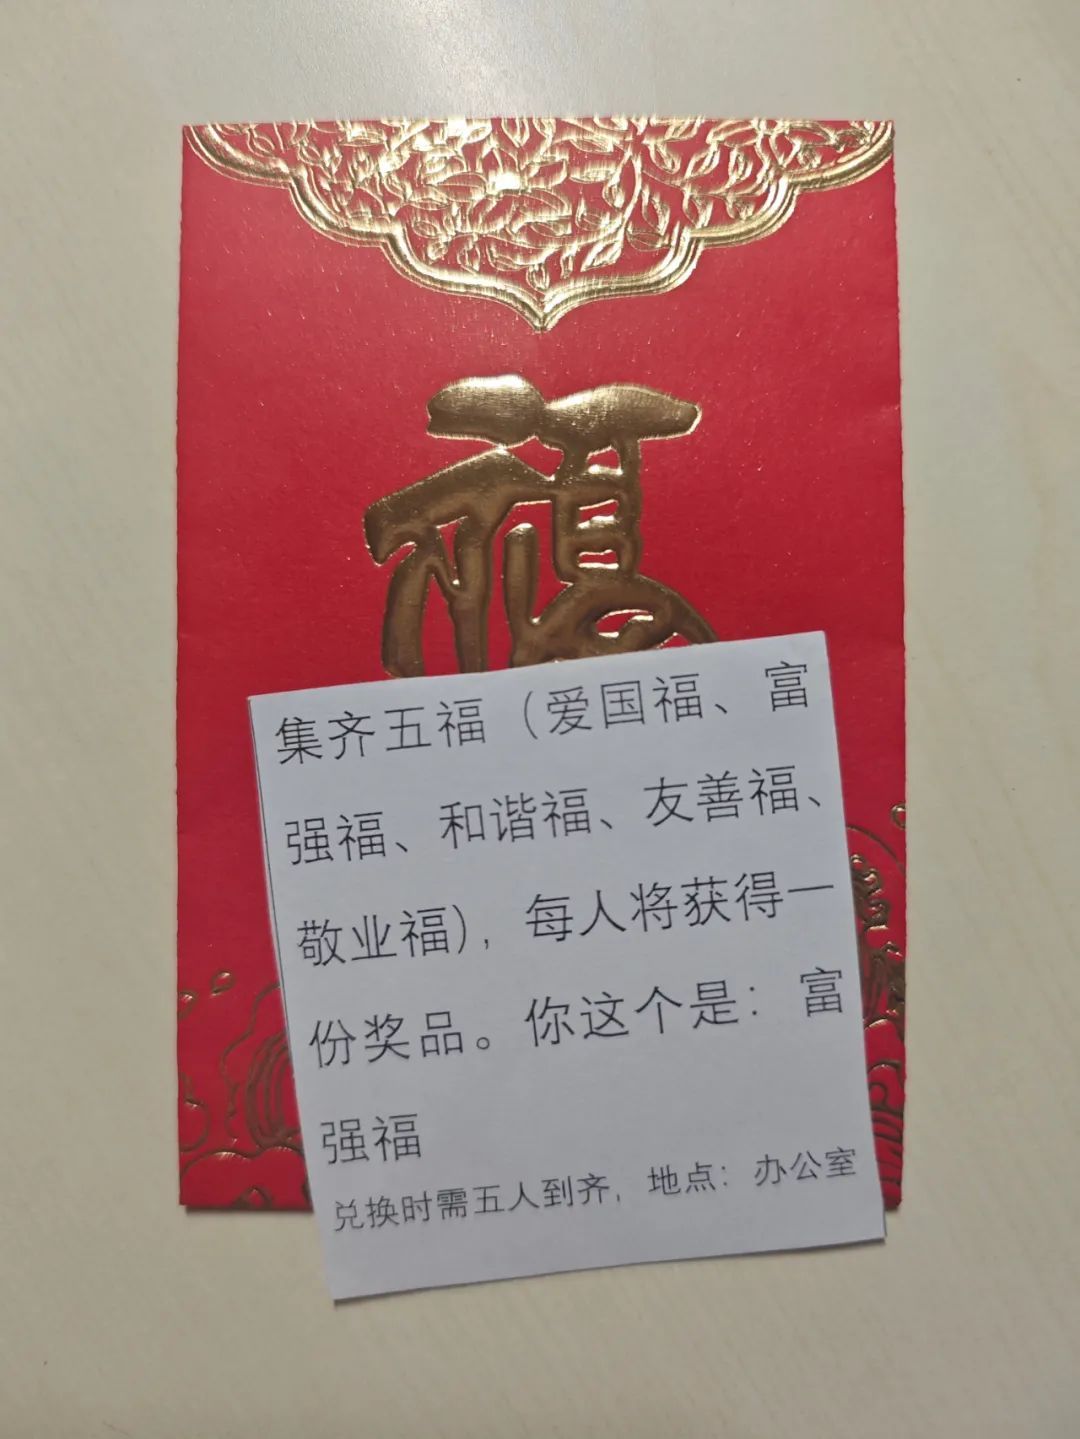 福
集齐五福（爱国福、富
强福、和谐福、友善福、
敬业福），每人将获得一
份奖品。你这个是：富
强福
兑换时需五人到齐，地点：办公室